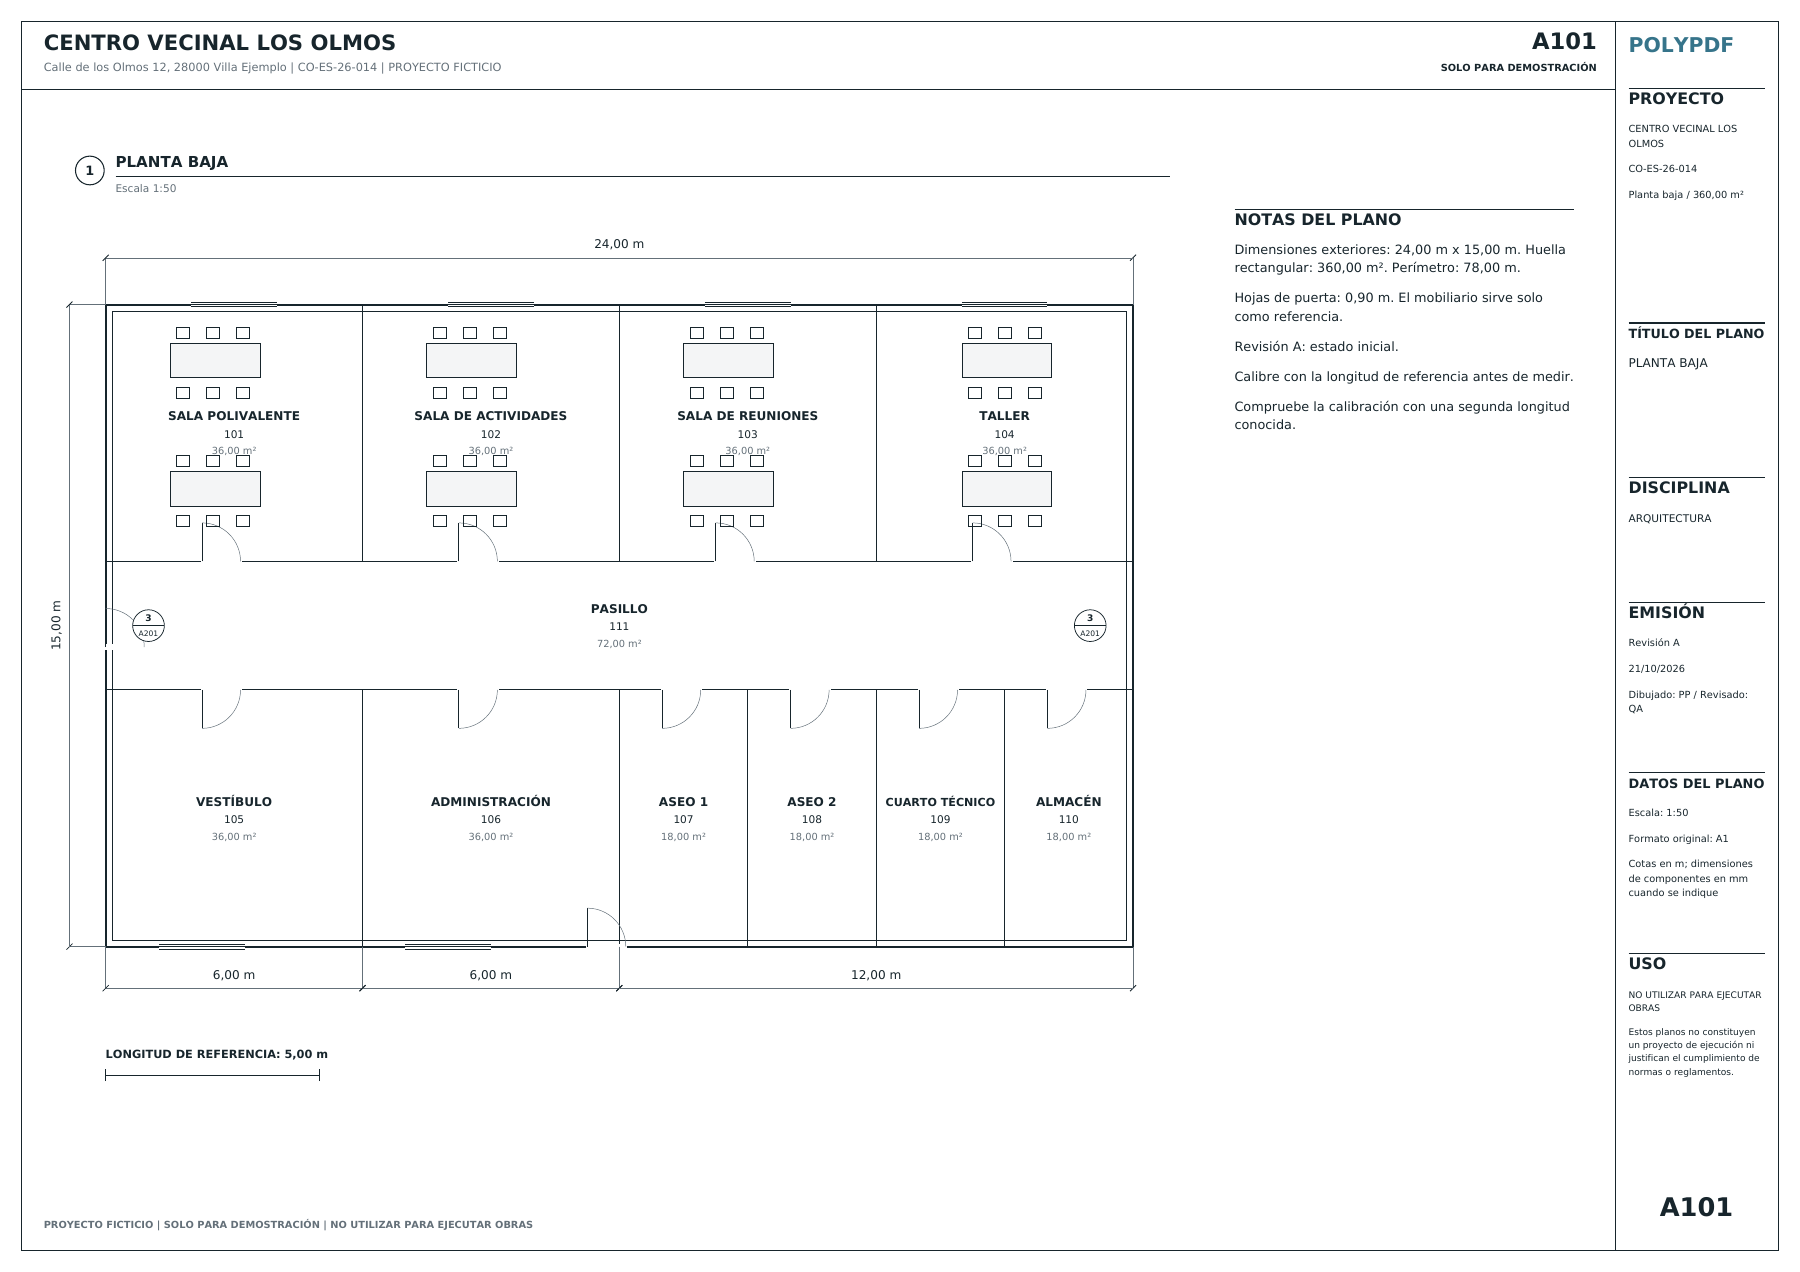 CENTRO VECINAL LOS OLMOS
Calle de los Olmos 12, 28000 Villa Ejemplo | CO-ES-26-014 | PROYECTO FICTICIO
A101
SOLO PARA DEMOSTRACIÓN
1
PLANTA BAJA
Escala 1:50
24,00 m
15,00 m
SALA POLIVALENTE
101
36,00 m²
SALA DE ACTIVIDADES
102
36,00 m²
SALA DE REUNIONES
103
36,00 m²
TALLER
104
36,00 m²
3
A201
PASILLO
111
72,00 m²
3
A201
VESTÍBULO
105
36,00 m²
ADMINISTRACIÓN
106
36,00 m²
ASEO 1
107
18,00 m²
ASEO 2
108
18,00 m²
CUARTO TÉCNICO
109
18,00 m²
ALMACÉN
110
18,00 m²
6,00 m
6,00 m
12,00 m
LONGITUD DE REFERENCIA: 5,00 m
NOTAS DEL PLANO
Dimensiones exteriores: 24,00 m x 15,00 m. Huella
rectangular: 360,00 m². Perímetro: 78,00 m.
Hojas de puerta: 0,90 m. El mobiliario sirve solo
como referencia.
Revisión A: estado inicial.
Calibre con la longitud de referencia antes de medir.
Compruebe la calibración con una segunda longitud
conocida.
POLYPDF
PROYECTO
CENTRO VECINAL LOS
OLMOS
CO-ES-26-014
Planta baja / 360,00 m²
TÍTULO DEL PLANO
PLANTA BAJA
DISCIPLINA
ARQUITECTURA
EMISIÓN
Revisión A
21/10/2026
Dibujado: PP / Revisado:
QA
DATOS DEL PLANO
Escala: 1:50
Formato original: A1
Cotas en m; dimensiones
de componentes en mm
cuando se indique
USO
NO UTILIZAR PARA EJECUTAR
OBRAS
Estos planos no constituyen
un proyecto de ejecución ni
justifican el cumplimiento de
normas o reglamentos.
A101
PROYECTO FICTICIO | SOLO PARA DEMOSTRACIÓN | NO UTILIZAR PARA EJECUTAR OBRAS